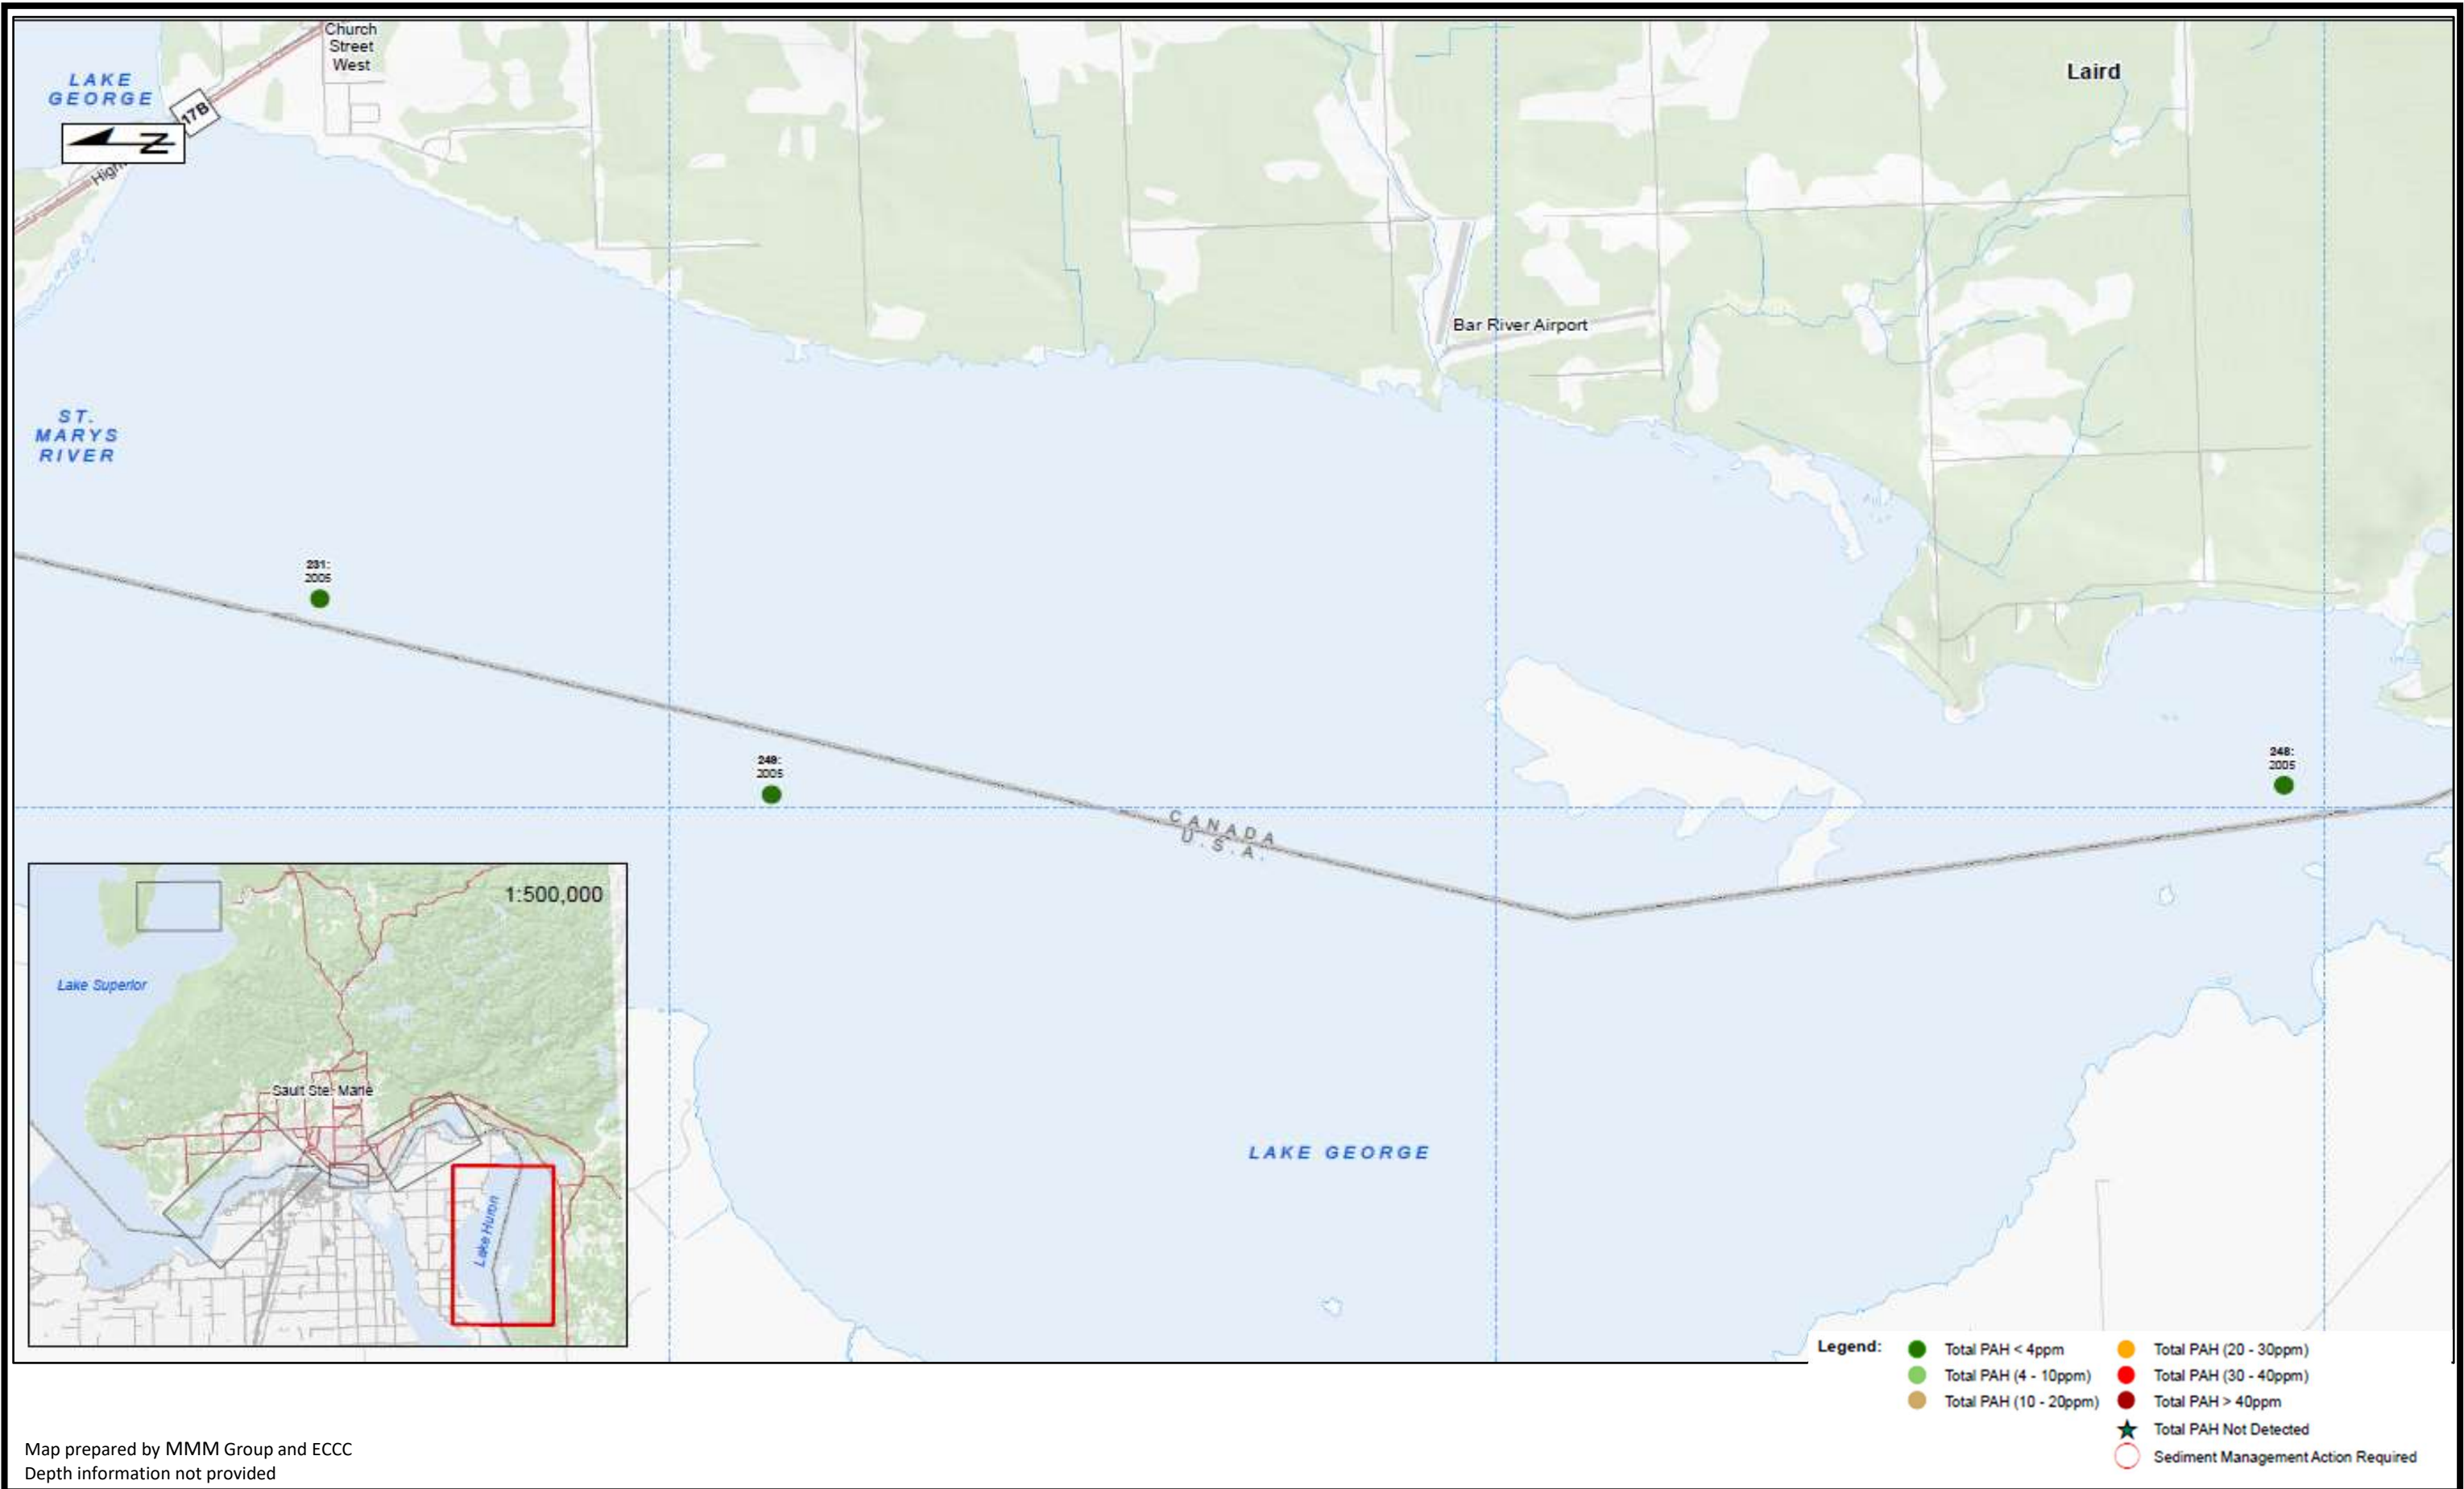 LAKE
GEORGE
17B
Church
Street
West
Laird
N
Bar River Airport
ST.
MARYS
RIVER
231:
2005
249:
2005
248:
2005
CANADA
U.S.A.
LAKE GEORGE
1:500,000
Lake Superior
Sault Ste. Marie
Lake Huron
Legend:
Total PAH < 4ppm
Total PAH (4 - 10ppm)
Total PAH (10 - 20ppm)
Total PAH (20 - 30ppm)
Total PAH (30 - 40ppm)
Total PAH > 40ppm
Total PAH Not Detected
Sediment Management Action Required
Map prepared by MMM Group and ECCC
Depth information not provided